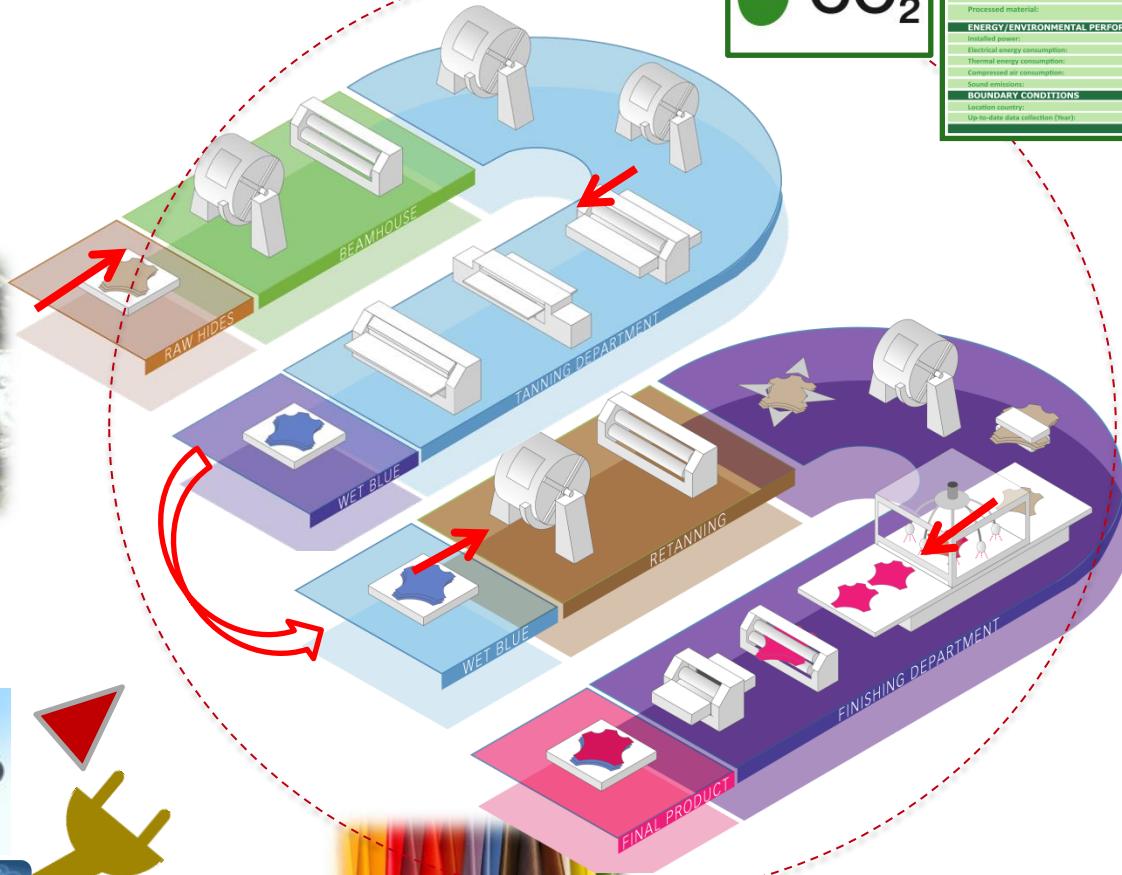 CO2
Processed material:
ENERGY/ENVIRONMENTAL PERFOR
Installed power:
Electrical energy consumption:
Thermal energy consumption:
Compressed air consumption:
Sound emissions:
BOUNDARY CONDITIONS
Location country:
Up-to-date data collection (Year):
BEAMHOUSE
RAW HIDES
TANNING DEPARTMENT
WET BLUE
RETANNING
WET BLUE
FINISHING DEPARTMENT
FINAL PRODUCT